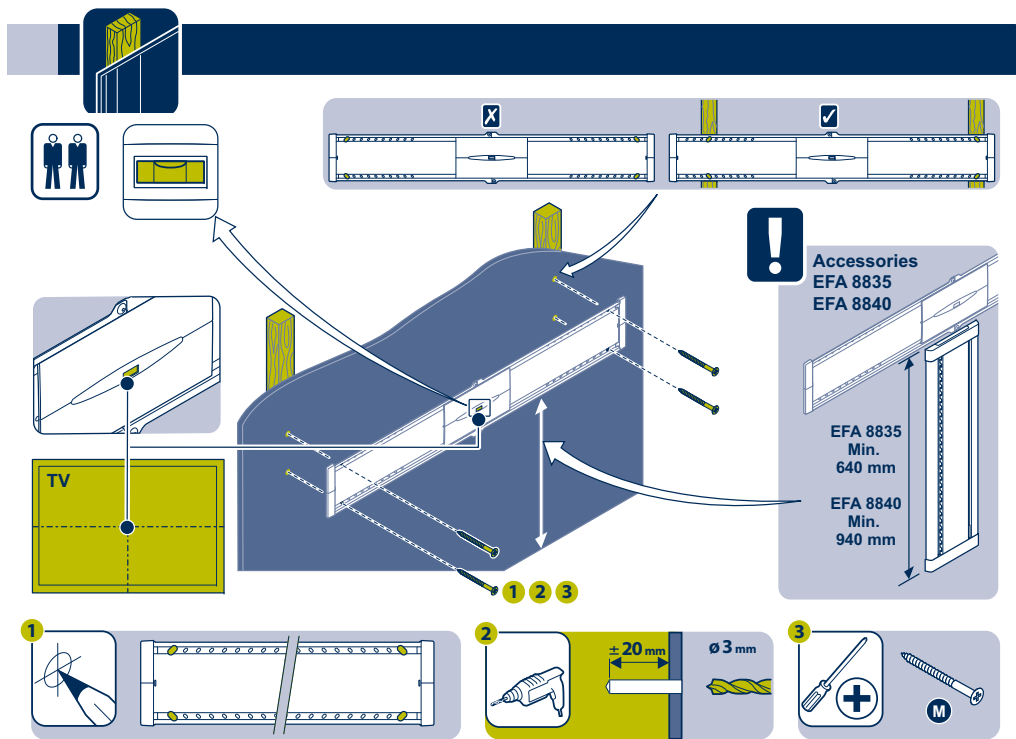 ✗
✓
Accessories
EFA 8835
EFA 8840
EFA 8835
Min.
640 mm
EFA 8840
Min.
940 mm
TV
1 2 3
1
2
± 20 mm
ø 3 mm
3
M